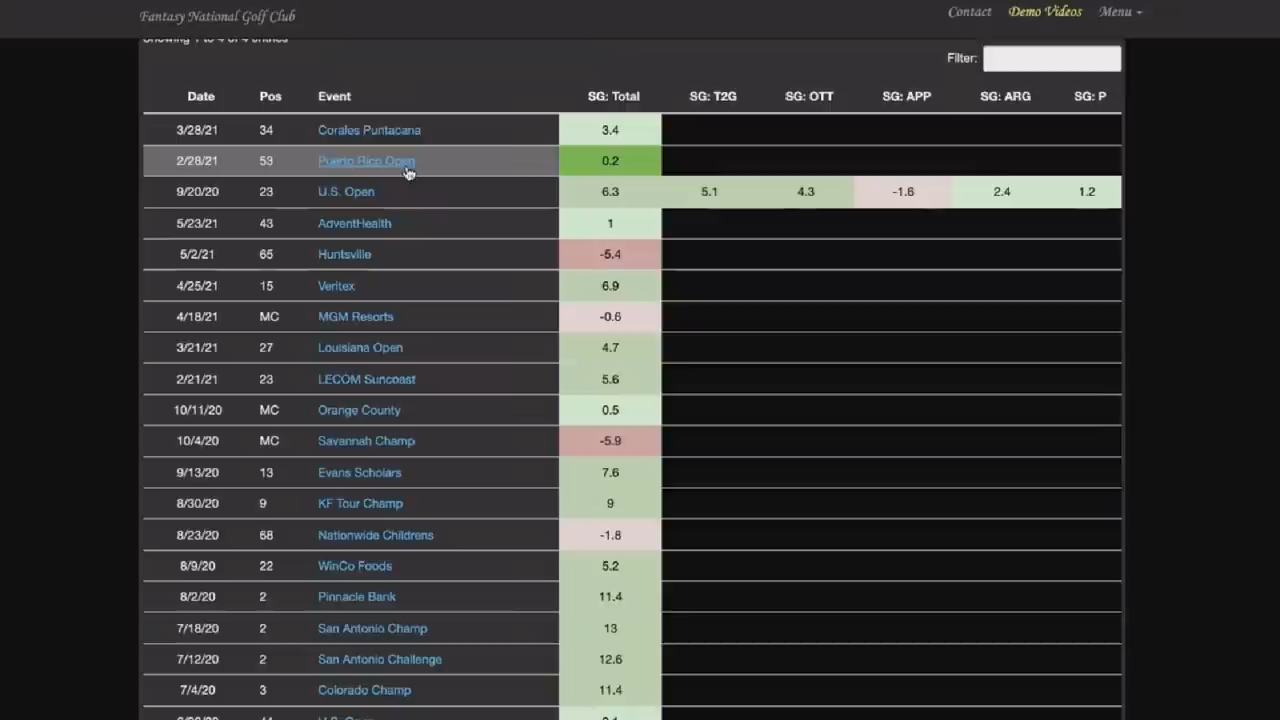 Fantasy National Golf Club Contact Demo Videos Menu
Showing 1 to 4 of 4 entries
Filter:
Date Pos Event SG: Total SG: T2G SG: OTT SG: APP SG: ARG SG: P
3/28/21 34 Corales Puntacana 3.4
2/28/21 53 Puerto Rico Open 0.2
9/20/20 23 U.S. Open 6.3 5.1 4.3 -1.6 2.4 1.2
5/23/21 43 AdventHealth 1
5/2/21 65 Huntsville -5.4
4/25/21 15 Veritex 6.9
4/18/21 MC MGM Resorts -0.6
3/21/21 27 Louisiana Open 4.7
2/21/21 23 LECOM Suncoast 5.6
10/11/20 MC Orange County 0.5
10/4/20 MC Savannah Champ -5.9
9/13/20 13 Evans Scholars 7.6
8/30/20 9 KF Tour Champ 9
8/23/20 68 Nationwide Childrens -1.8
8/9/20 22 WinCo Foods 5.2
8/2/20 2 Pinnacle Bank 11.4
7/18/20 2 San Antonio Champ 13
7/12/20 2 San Antonio Challenge 12.6
7/4/20 3 Colorado Champ 11.4